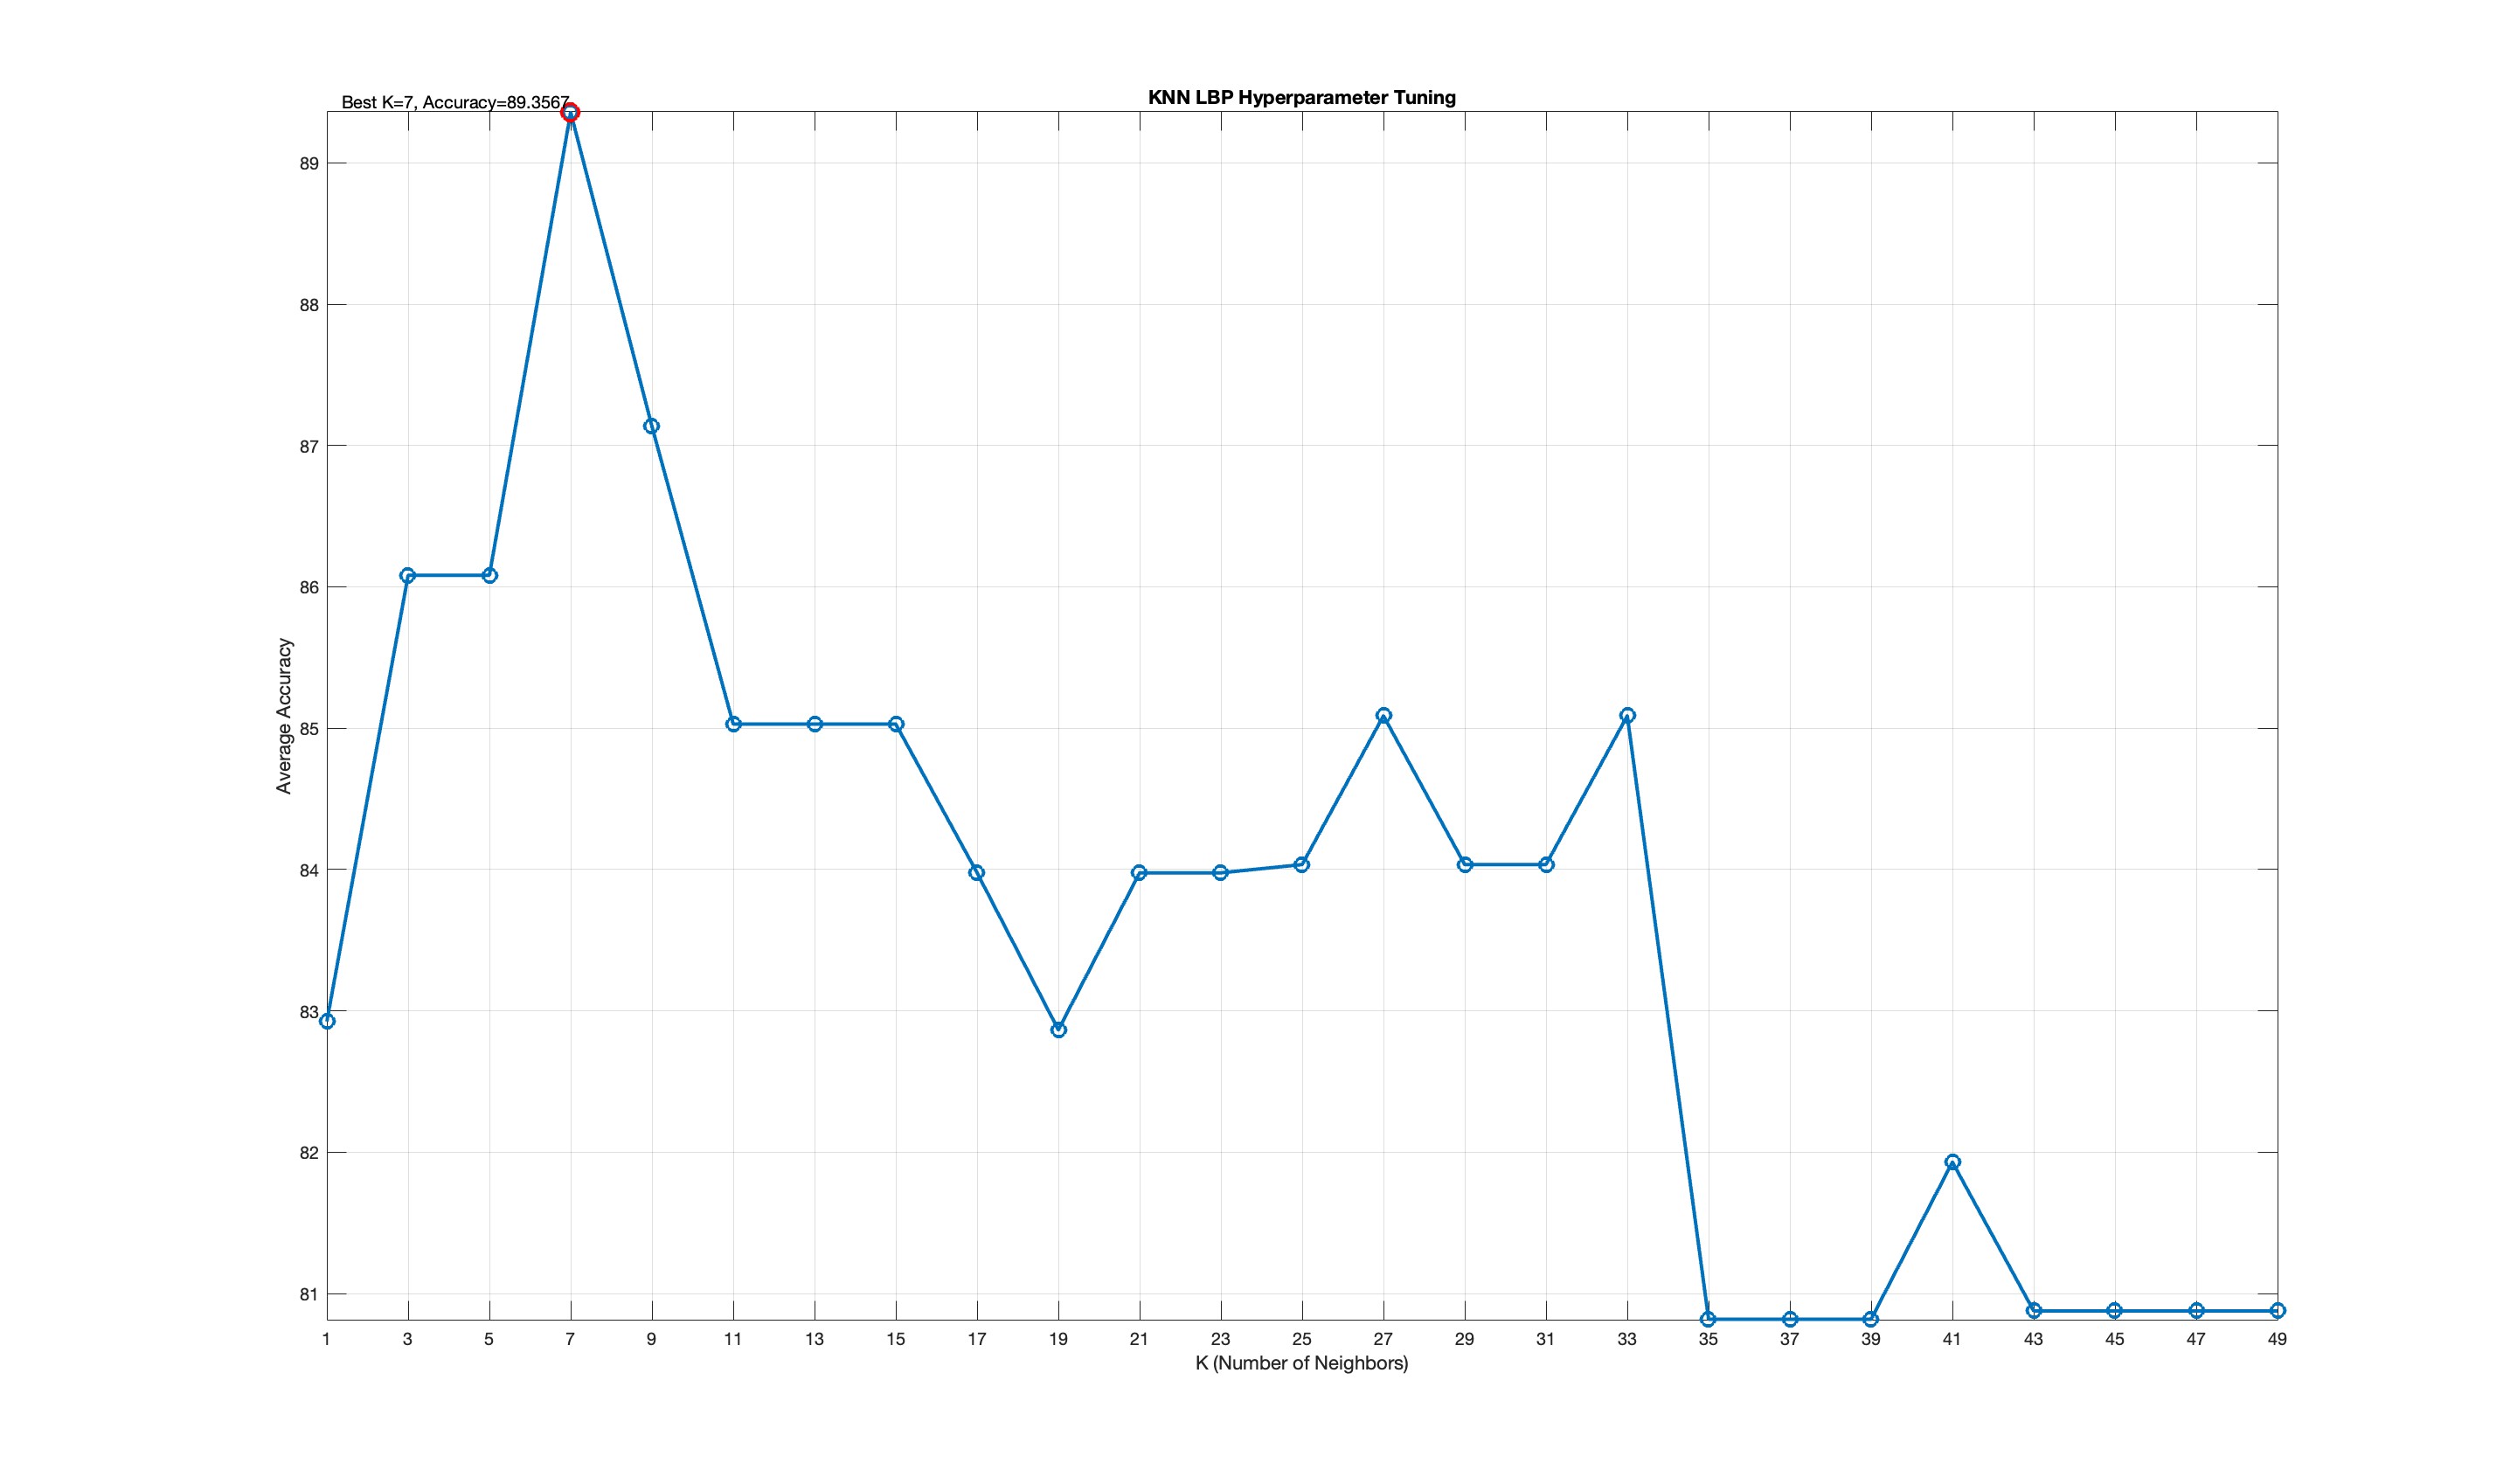 KNN LBP Hyperparameter Tuning
Best K=7, Accuracy=89.3567
Average Accuracy
89
88
87
86
85
84
83
82
81
1 3 5 7 9 11 13 15 17 19 21 23 25 27 29 31 33 35 37 39 41 43 45 47 49
K (Number of Neighbors)